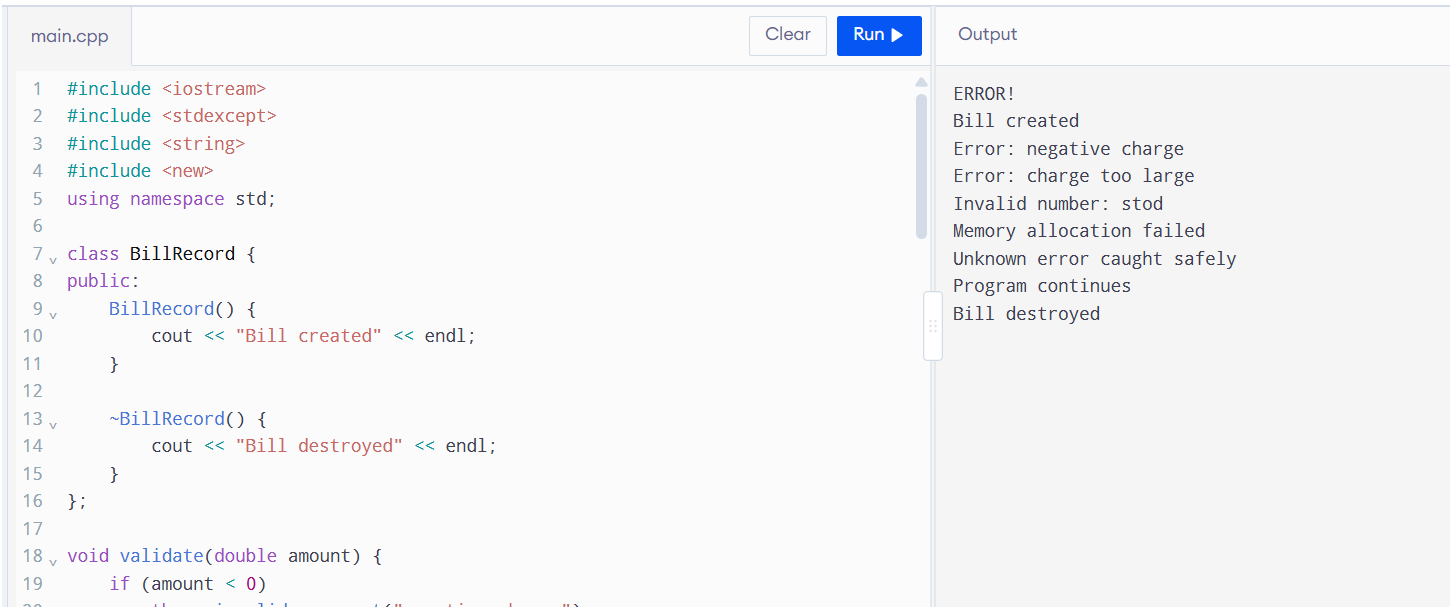 main.cpp
Clear
Run
Output
1 #include <iostream>
2 #include <stdexcept>
3 #include <string>
4 #include <new>
5 using namespace std;
6
7 class BillRecord {
8 public:
9 BillRecord() {
10 cout << "Bill created" << endl;
11 }
12
13 ~BillRecord() {
14 cout << "Bill destroyed" << endl;
15 }
16 };
17
18 void validate(double amount) {
19 if (amount < 0)
ERROR!
Bill created
Error: negative charge
Error: charge too large
Invalid number: stod
Memory allocation failed
Unknown error caught safely
Program continues
Bill destroyed